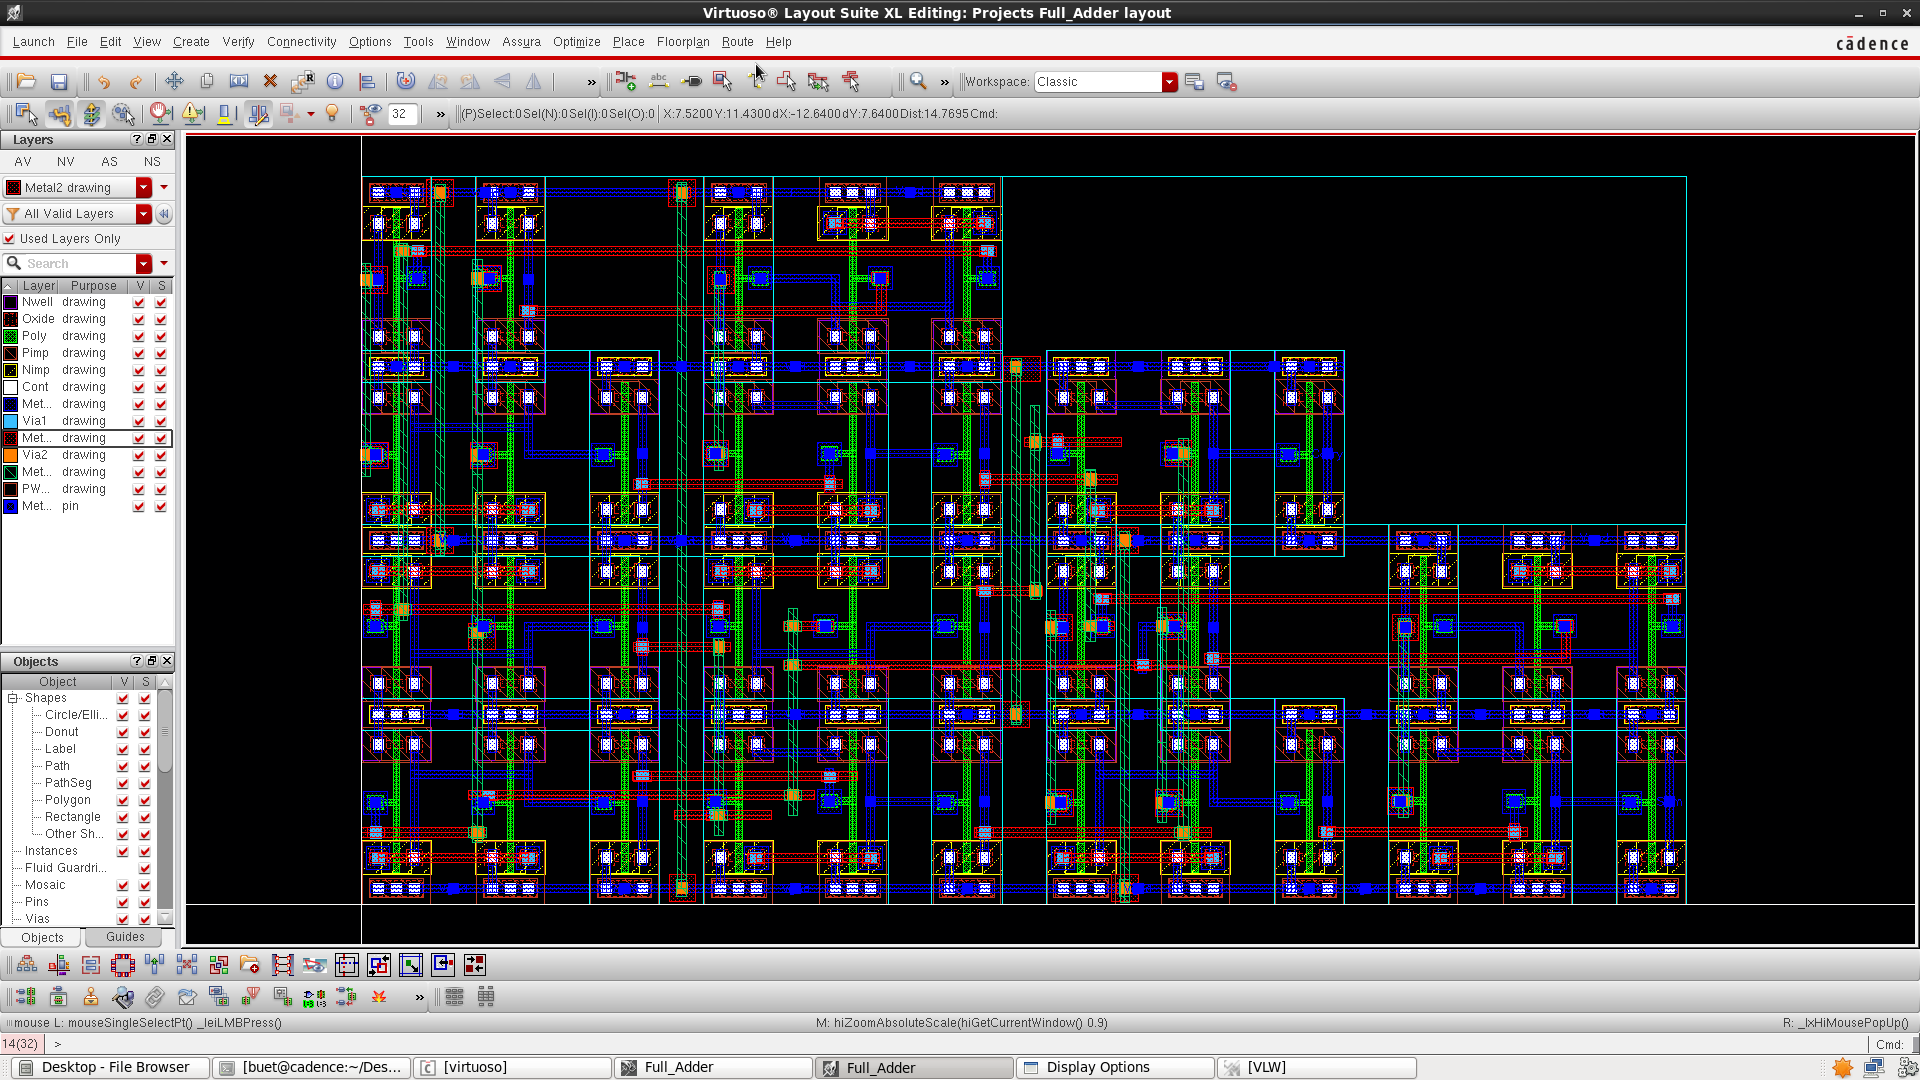 Virtuoso® Layout Suite XL Editing: Projects Full_Adder layout
Launch File Edit View Create Verify Connectivity Options Tools Window Assura Optimize Place Floorplan Route Help
cādence
» abc » Workspace: Classic
32 » (P)Select:0 Sel(N):0 Sel(I):0 Sel(O):0 X:7.5200 Y:11.4300 dX:-12.6400 dY:7.6400 Dist:14.7695 Cmd:
Layers
AV NV AS NS
Metal2 drawing
All Valid Layers
Used Layers Only
Search
Layer Purpose V S
Nwell drawing
Oxide drawing
Poly drawing
Pimp drawing
Nimp drawing
Cont drawing
Met... drawing
Via1 drawing
Met... drawing
Via2 drawing
Met... drawing
PW... drawing
Met... pin
Objects
Object V S
Shapes
Circle/Elli...
Donut
Label
Path
PathSeg
Polygon
Rectangle
Other Sh...
Instances
Fluid Guardri...
Mosaic
Pins
Vias
Objects Guides
»
mouse L: mouseSingleSelectPt() _leiLMBPress() M: hiZoomAbsoluteScale(hiGetCurrentWindow() 0.9) R: _lxHiMousePopUp()
14(32) > Cmd:
Desktop - File Browser [buet@cadence:~/Des... [virtuoso] Full_Adder Full_Adder Display Options [VLW]